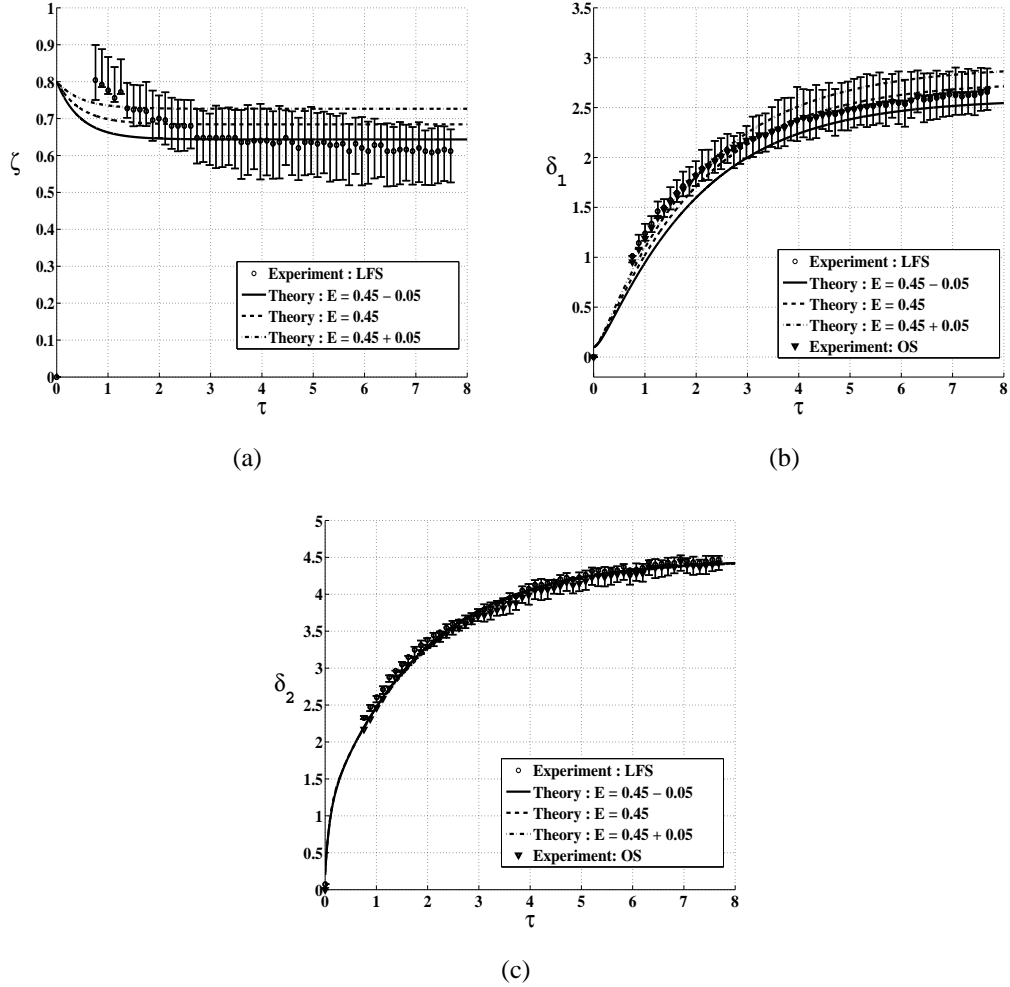 1
0.9
0.8
0.7
0.6
0.5
0.4
0.3
0.2
0.1
0
ζ
0 1 2 3 4 5 6 7 8
τ
Experiment : LFS
Theory : E = 0.45 − 0.05
Theory : E = 0.45
Theory : E = 0.45 + 0.05
(a)
3.5
3
2.5
2
1.5
1
0.5
0
δ1
0 1 2 3 4 5 6 7 8
τ
Experiment : LFS
Theory : E = 0.45 − 0.05
Theory : E = 0.45
Theory : E = 0.45 + 0.05
Experiment: OS
(b)
5
4.5
4
3.5
3
2.5
2
1.5
1
0.5
0
δ2
0 1 2 3 4 5 6 7 8
τ
Experiment : LFS
Theory : E = 0.45 − 0.05
Theory : E = 0.45
Theory : E = 0.45 + 0.05
Experiment: OS
(c)